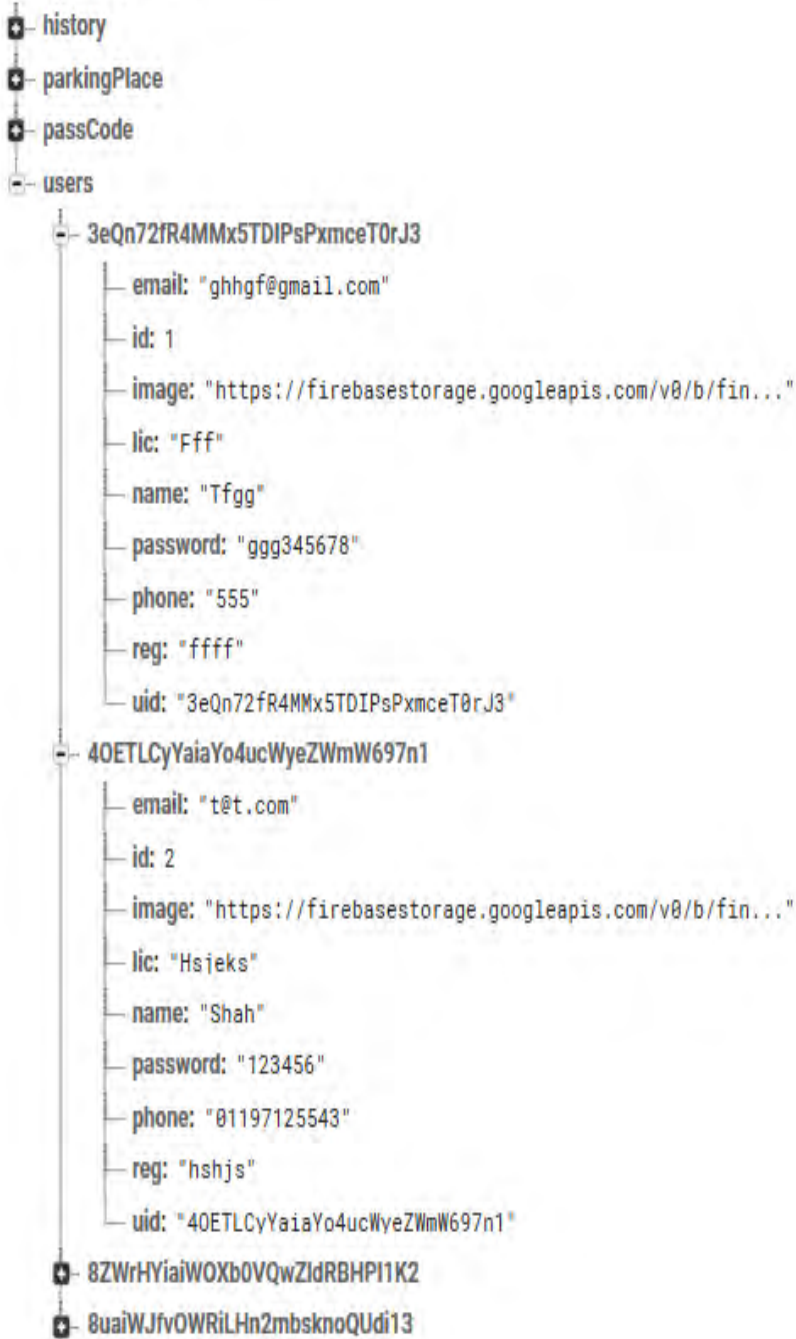 history
parkingPlace
passCode
users
3eQn72fR4MMx5TDIPsPxmceT0rJ3
email: "ghhgf@gmail.com"
id: 1
image: "https://firebasestorage.googleapis.com/v0/b/fin..."
lic: "Fff"
name: "Tfgg"
password: "ggg345678"
phone: "555"
reg: "ffff"
uid: "3eQn72fR4MMx5TDIPsPxmceT0rJ3"
4OETLCyYaiaYo4ucWyeZWmW697n1
email: "t@t.com"
id: 2
image: "https://firebasestorage.googleapis.com/v0/b/fin..."
lic: "Hsjeks"
name: "Shah"
password: "123456"
phone: "01197125543"
reg: "hshjs"
uid: "4OETLCyYaiaYo4ucWyeZWmW697n1"
8ZWrHYiaiWOXb0VQwZIdRBHPI1K2
8uaiWJfvOWRiLHn2mbsknoQUdi13